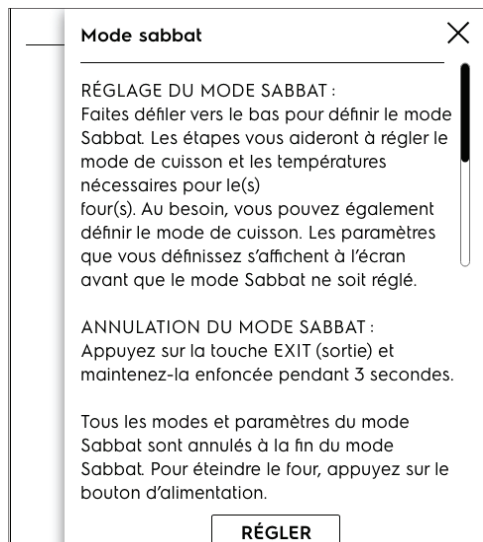 Mode sabbat
RÉGLAGE DU MODE SABBAT :
Faites défiler vers le bas pour définir le mode
Sabbat. Les étapes vous aideront à régler le
mode de cuisson et les températures
nécessaires pour le(s)
four(s). Au besoin, vous pouvez également
définir le mode de cuisson. Les paramètres
que vous définissez s'affichent à l'écran
avant que le mode Sabbat ne soit réglé.
ANNULATION DU MODE SABBAT :
Appuyez sur la touche EXIT (sortie) et
maintenez-la enfoncée pendant 3 secondes.
Tous les modes et paramètres du mode
Sabbat sont annulés à la fin du mode
Sabbat. Pour éteindre le four, appuyez sur le
bouton d'alimentation.
RÉGLER